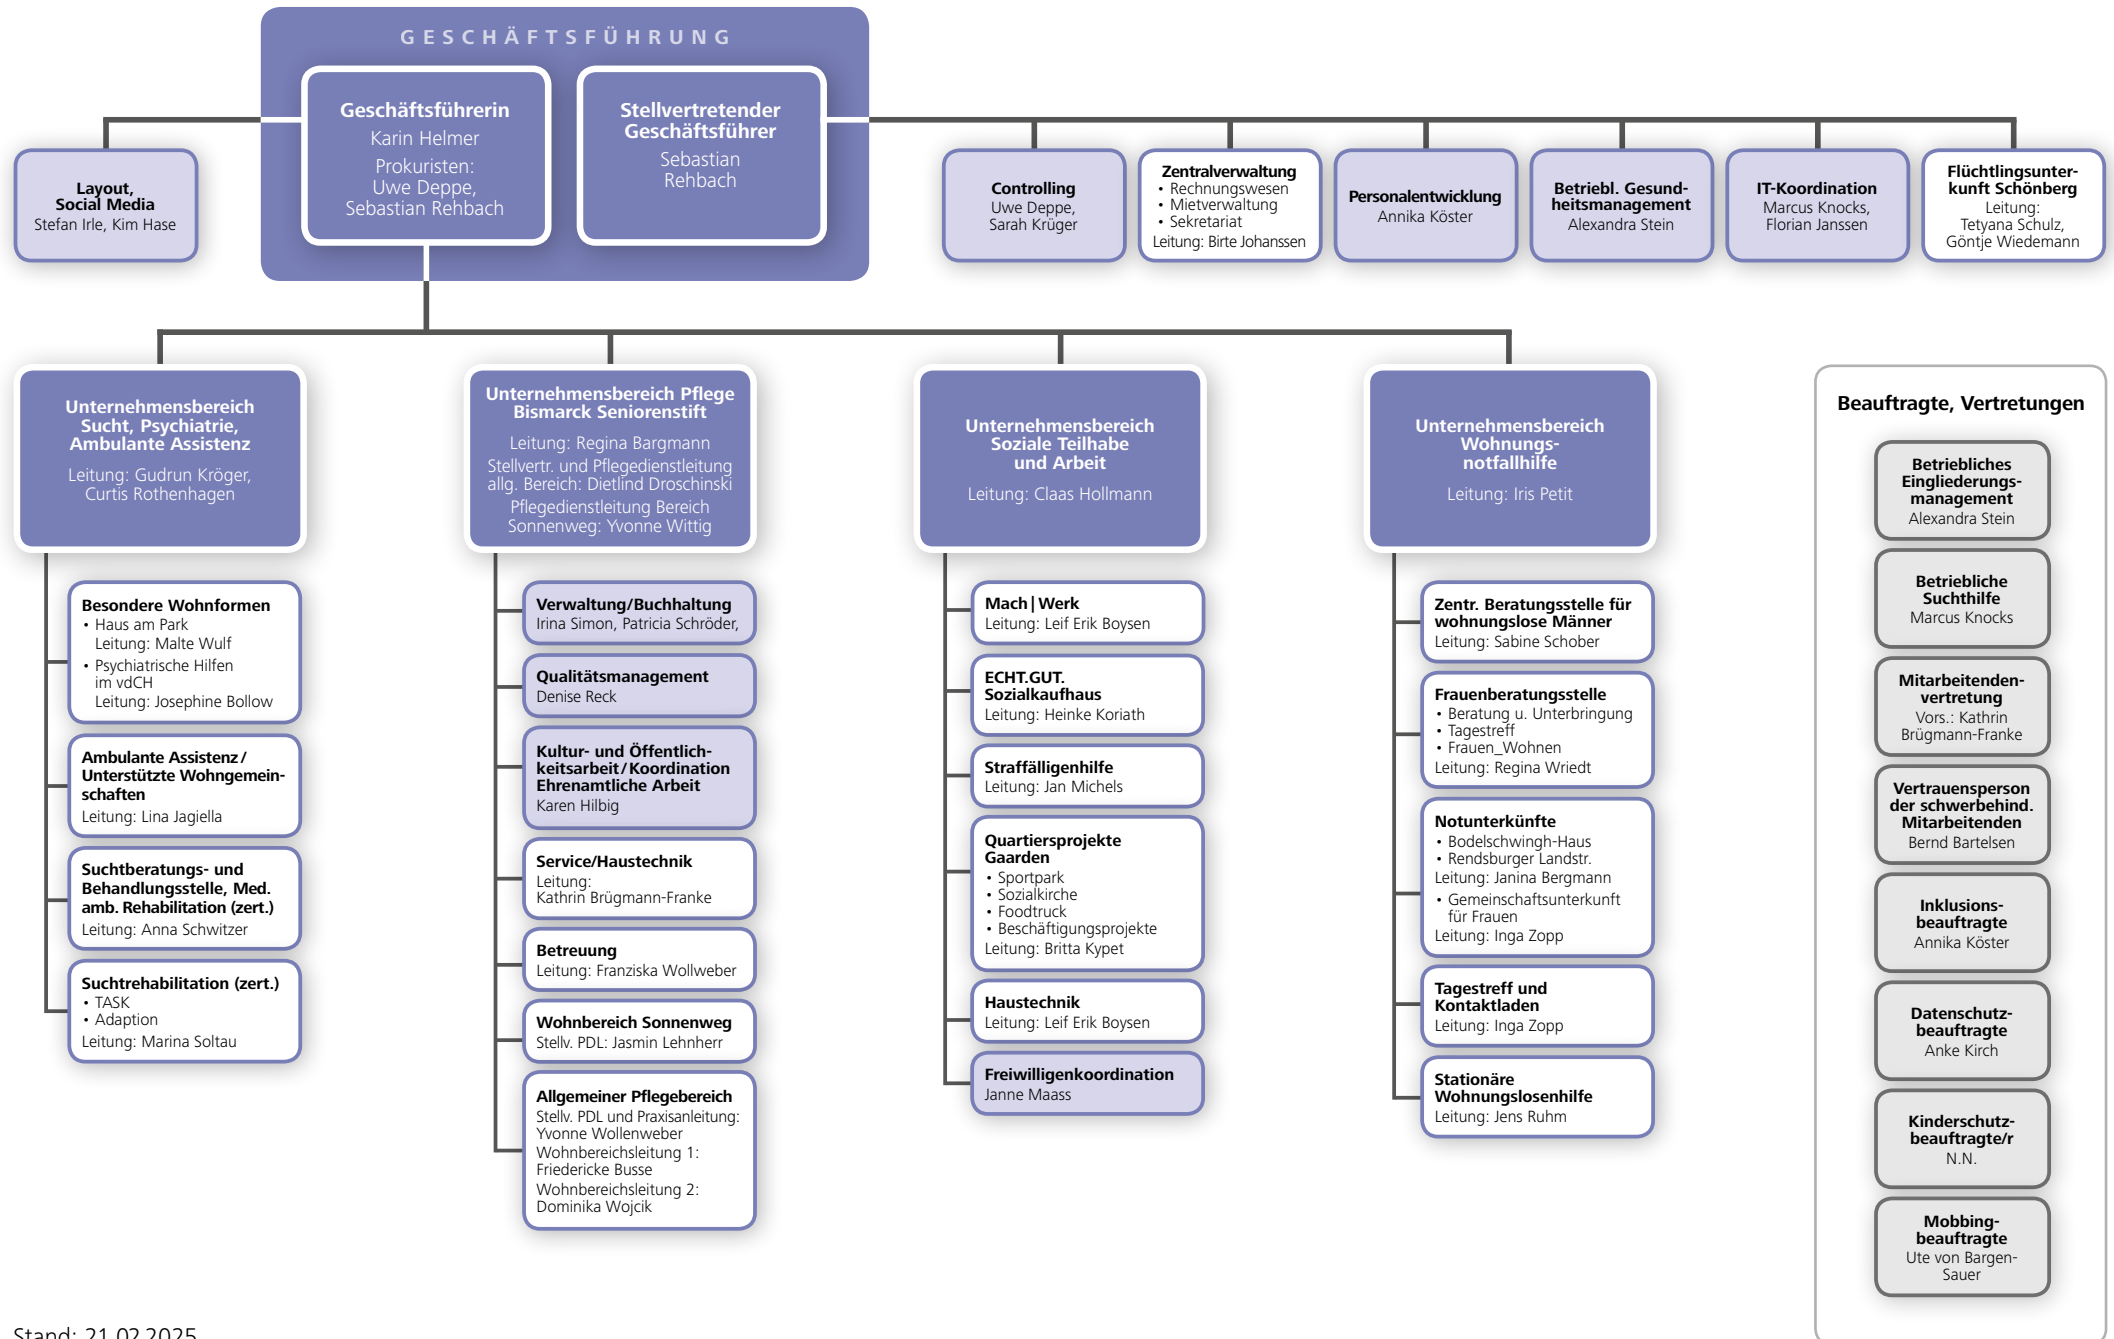 GESCHÄFTSFÜHRUNG
Geschäftsführerin
Karin Helmer
Prokuristen:
Uwe Deppe,
Sebastian Rehbach
Stellvertretender
Geschäftsführer
Sebastian
Rehbach
Layout,
Social Media
Stefan Irle, Kim Hase
Controlling
Uwe Deppe,
Sarah Krüger
Zentralverwaltung
• Rechnungswesen
• Mietverwaltung
• Sekretariat
Leitung: Birte Johanssen
Personalentwicklung
Annika Köster
Betriebl. Gesund-
heitsmanagement
Alexandra Stein
IT-Koordination
Marcus Knocks,
Florian Janssen
Flüchtlingsunter-
kunft Schönberg
Leitung:
Tetyana Schulz,
Göntje Wiedemann
Unternehmensbereich
Sucht, Psychiatrie,
Ambulante Assistenz
Leitung: Gudrun Kröger,
Curtis Rothenhagen
Besondere Wohnformen
• Haus am Park
Leitung: Malte Wulf
• Psychiatrische Hilfen
im vdCH
Leitung: Josephine Bollow
Ambulante Assistenz/
Unterstützte Wohngemein-
schaften
Leitung: Lina Jagiella
Suchtberatungs- und
Behandlungsstelle, Med.
amb. Rehabilitation (zert.)
Leitung: Anna Schwitzer
Suchtrehabilitation (zert.)
• TASK
• Adaption
Leitung: Marina Soltau
Unternehmensbereich Pflege
Bismarck Seniorenstift
Leitung: Regina Bargmann
Stellvertr. und Pflegedienstleitung
allg. Bereich: Dietlind Droschinski
Pflegedienstleitung Bereich
Sonnenweg: Yvonne Wittig
Verwaltung/Buchhaltung
Irina Simon, Patricia Schröder,
Qualitätsmanagement
Denise Reck
Kultur- und Öffentlich-
keitsarbeit/Koordination
Ehrenamtliche Arbeit
Karen Hilbig
Service/Haustechnik
Leitung:
Kathrin Brügmann-Franke
Betreuung
Leitung: Franziska Wollweber
Wohnbereich Sonnenweg
Stellv. PDL: Jasmin Lehnherr
Allgemeiner Pflegebereich
Stellv. PDL und Praxisanleitung:
Yvonne Wollenweber
Wohnbereichsleitung 1:
Friedericke Busse
Wohnbereichsleitung 2:
Dominika Wojcik
Unternehmensbereich
Soziale Teilhabe
und Arbeit
Leitung: Claas Hollmann
Mach|Werk
Leitung: Leif Erik Boysen
ECHT.GUT.
Sozialkaufhaus
Leitung: Heinke Koriath
Straffälligenhilfe
Leitung: Jan Michels
Quartiersprojekte
Gaarden
• Sportpark
• Sozialkirche
• Foodtruck
• Beschäftigungsprojekte
Leitung: Britta Kypet
Haustechnik
Leitung: Leif Erik Boysen
Freiwilligenkoordination
Janne Maass
Unternehmensbereich
Wohnungs-
notfallhilfe
Leitung: Iris Petit
Zentr. Beratungsstelle für
wohnungslose Männer
Leitung: Sabine Schober
Frauenberatungsstelle
• Beratung u. Unterbringung
• Tagestreff
• Frauen_Wohnen
Leitung: Regina Wriedt
Notunterkünfte
• Bodelschwingh-Haus
• Rendsburger Landstr.
Leitung: Janina Bergmann
• Gemeinschaftsunterkunft
für Frauen
Leitung: Inga Zopp
Tagestreff und
Kontaktladen
Leitung: Inga Zopp
Stationäre
Wohnungslosenhilfe
Leitung: Jens Ruhm
Beauftragte, Vertretungen
Betriebliches
Eingliederungs-
management
Alexandra Stein
Betriebliche
Suchthilfe
Marcus Knocks
Mitarbeitenden-
vertretung
Vors.: Kathrin
Brügmann-Franke
Vertrauensperson
der schwerbehind.
Mitarbeitenden
Bernd Bartelsen
Inklusions-
beauftragte
Annika Köster
Datenschutz-
beauftragte
Anke Kirch
Kinderschutz-
beauftragte/r
N.N.
Mobbing-
beauftragte
Ute von Bargen-
Sauer
Stand: 21.02.2025